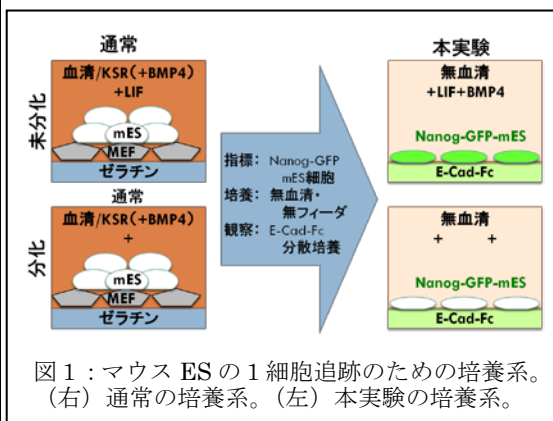 通常
本実験
未分化
血清/KSR(+BMP4)
+LIF
mES
MEF
ゼラチン
通常
分化
血清/KSR(+BMP4)
+
mES
MEF
ゼラチン
指標: Nanog-GFP
mES細胞
培養: 無血清・
無フィーダ
観察: E-Cad-Fc
分散培養
無血清
+LIF+BMP4
Nanog-GFP-mES
E-Cad-Fc
無血清
+ +
Nanog-GFP-mES
E-Cad-Fc
図1:マウス ES の1細胞追跡のための培養系。
(右)通常の培養系。(左)本実験の培養系。